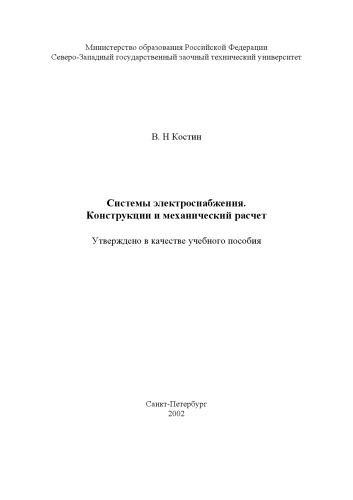 Министерство образования Российской Федерации
Северо-Западный государственный заочный технический университет
В. Н Костин
Системы электроснабжения.
Конструкции и механический расчет
Утверждено в качестве учебного пособия
Санкт-Петербург
2002